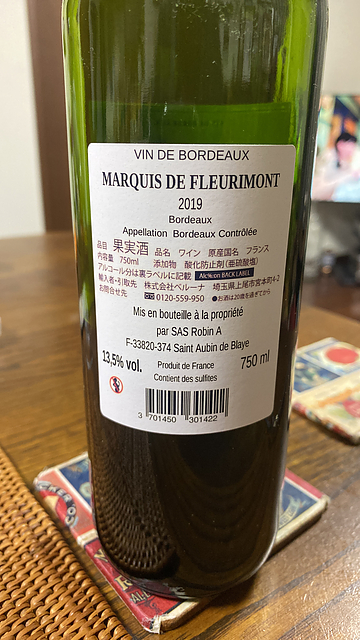 VIN DE BORDEAUX
MARQUIS DE FLEURIMONT
2019
Bordeaux
Appellation Bordeaux Contrôlée
品目 果実酒 品名 ワイン 原産国名 フランス
内容量 750ml 添加物 酸化防止剤(亜硫酸塩)
アルコール分は裏ラベルに記載 Alc%on BACK LABEL
輸入者・引取先 株式会社ベルーナ 埼玉県上尾市宮本町4-2
お問合せ先 0120-559-950 ●お酒は20歳を過ぎてから
Mis en bouteille à la propriété
par SAS Robin A
F-33820-374 Saint Aubin de Blaye
13,5% vol. Produit de France 750 ml
Contient des sulfites
3 701450 301422